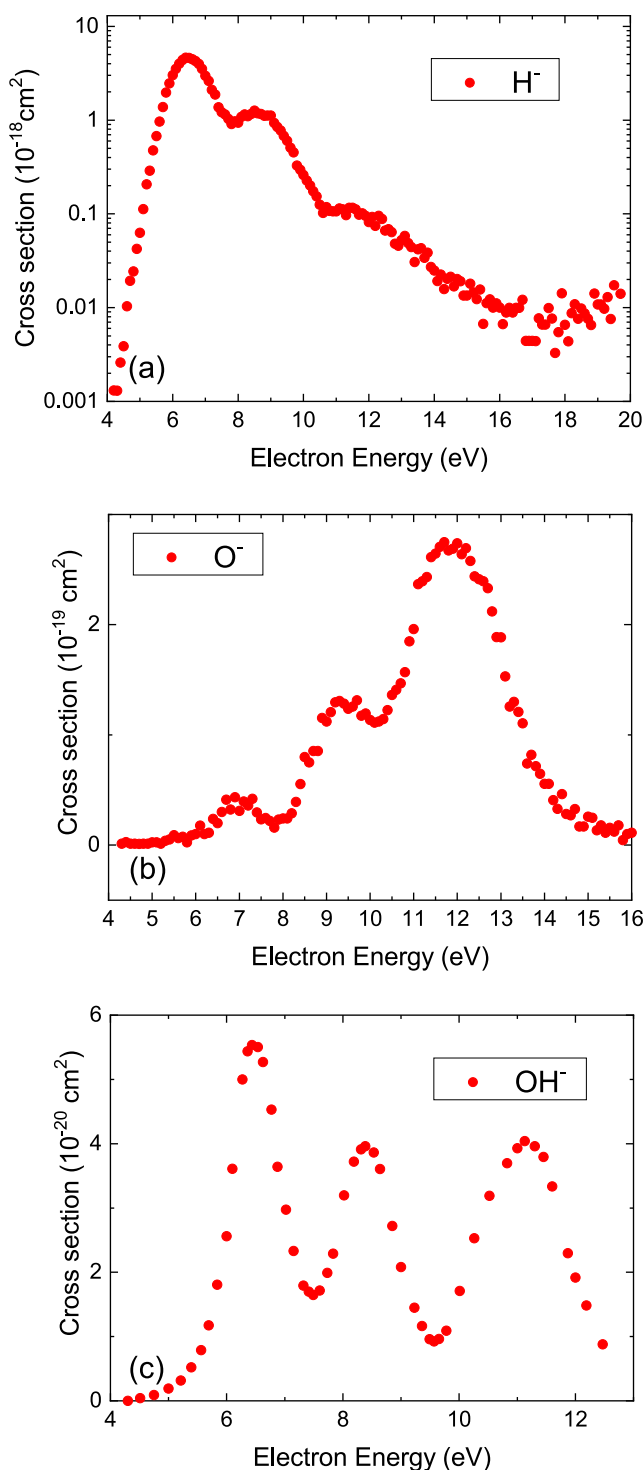 10
1
0.1
0.01
0.001
Cross section (10⁻¹⁸cm²)
H⁻
(a)
4 6 8 10 12 14 16 18 20
Electron Energy (eV)
2
0
Cross section (10⁻¹⁹ cm²)
O⁻
(b)
4 5 6 7 8 9 10 11 12 13 14 15 16
Electron Energy (eV)
6
4
2
0
Cross section (10⁻²⁰ cm²)
OH⁻
(c)
4 6 8 10 12
Electron Energy (eV)